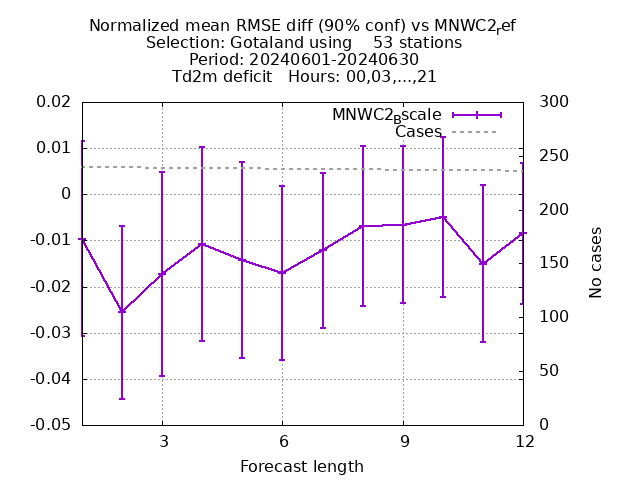 Normalized mean RMSE diff (90% conf) vs MNWC2ref
Selection: Gotaland using    53 stations
Period: 20240601-20240630
Td2m deficit   Hours: 00,03,...,21
MNWC2Bscale
Cases
0.02
0.01
0
-0.01
-0.02
-0.03
-0.04
-0.05
300
250
200
150
100
50
0
No cases
3
6
9
12
Forecast length